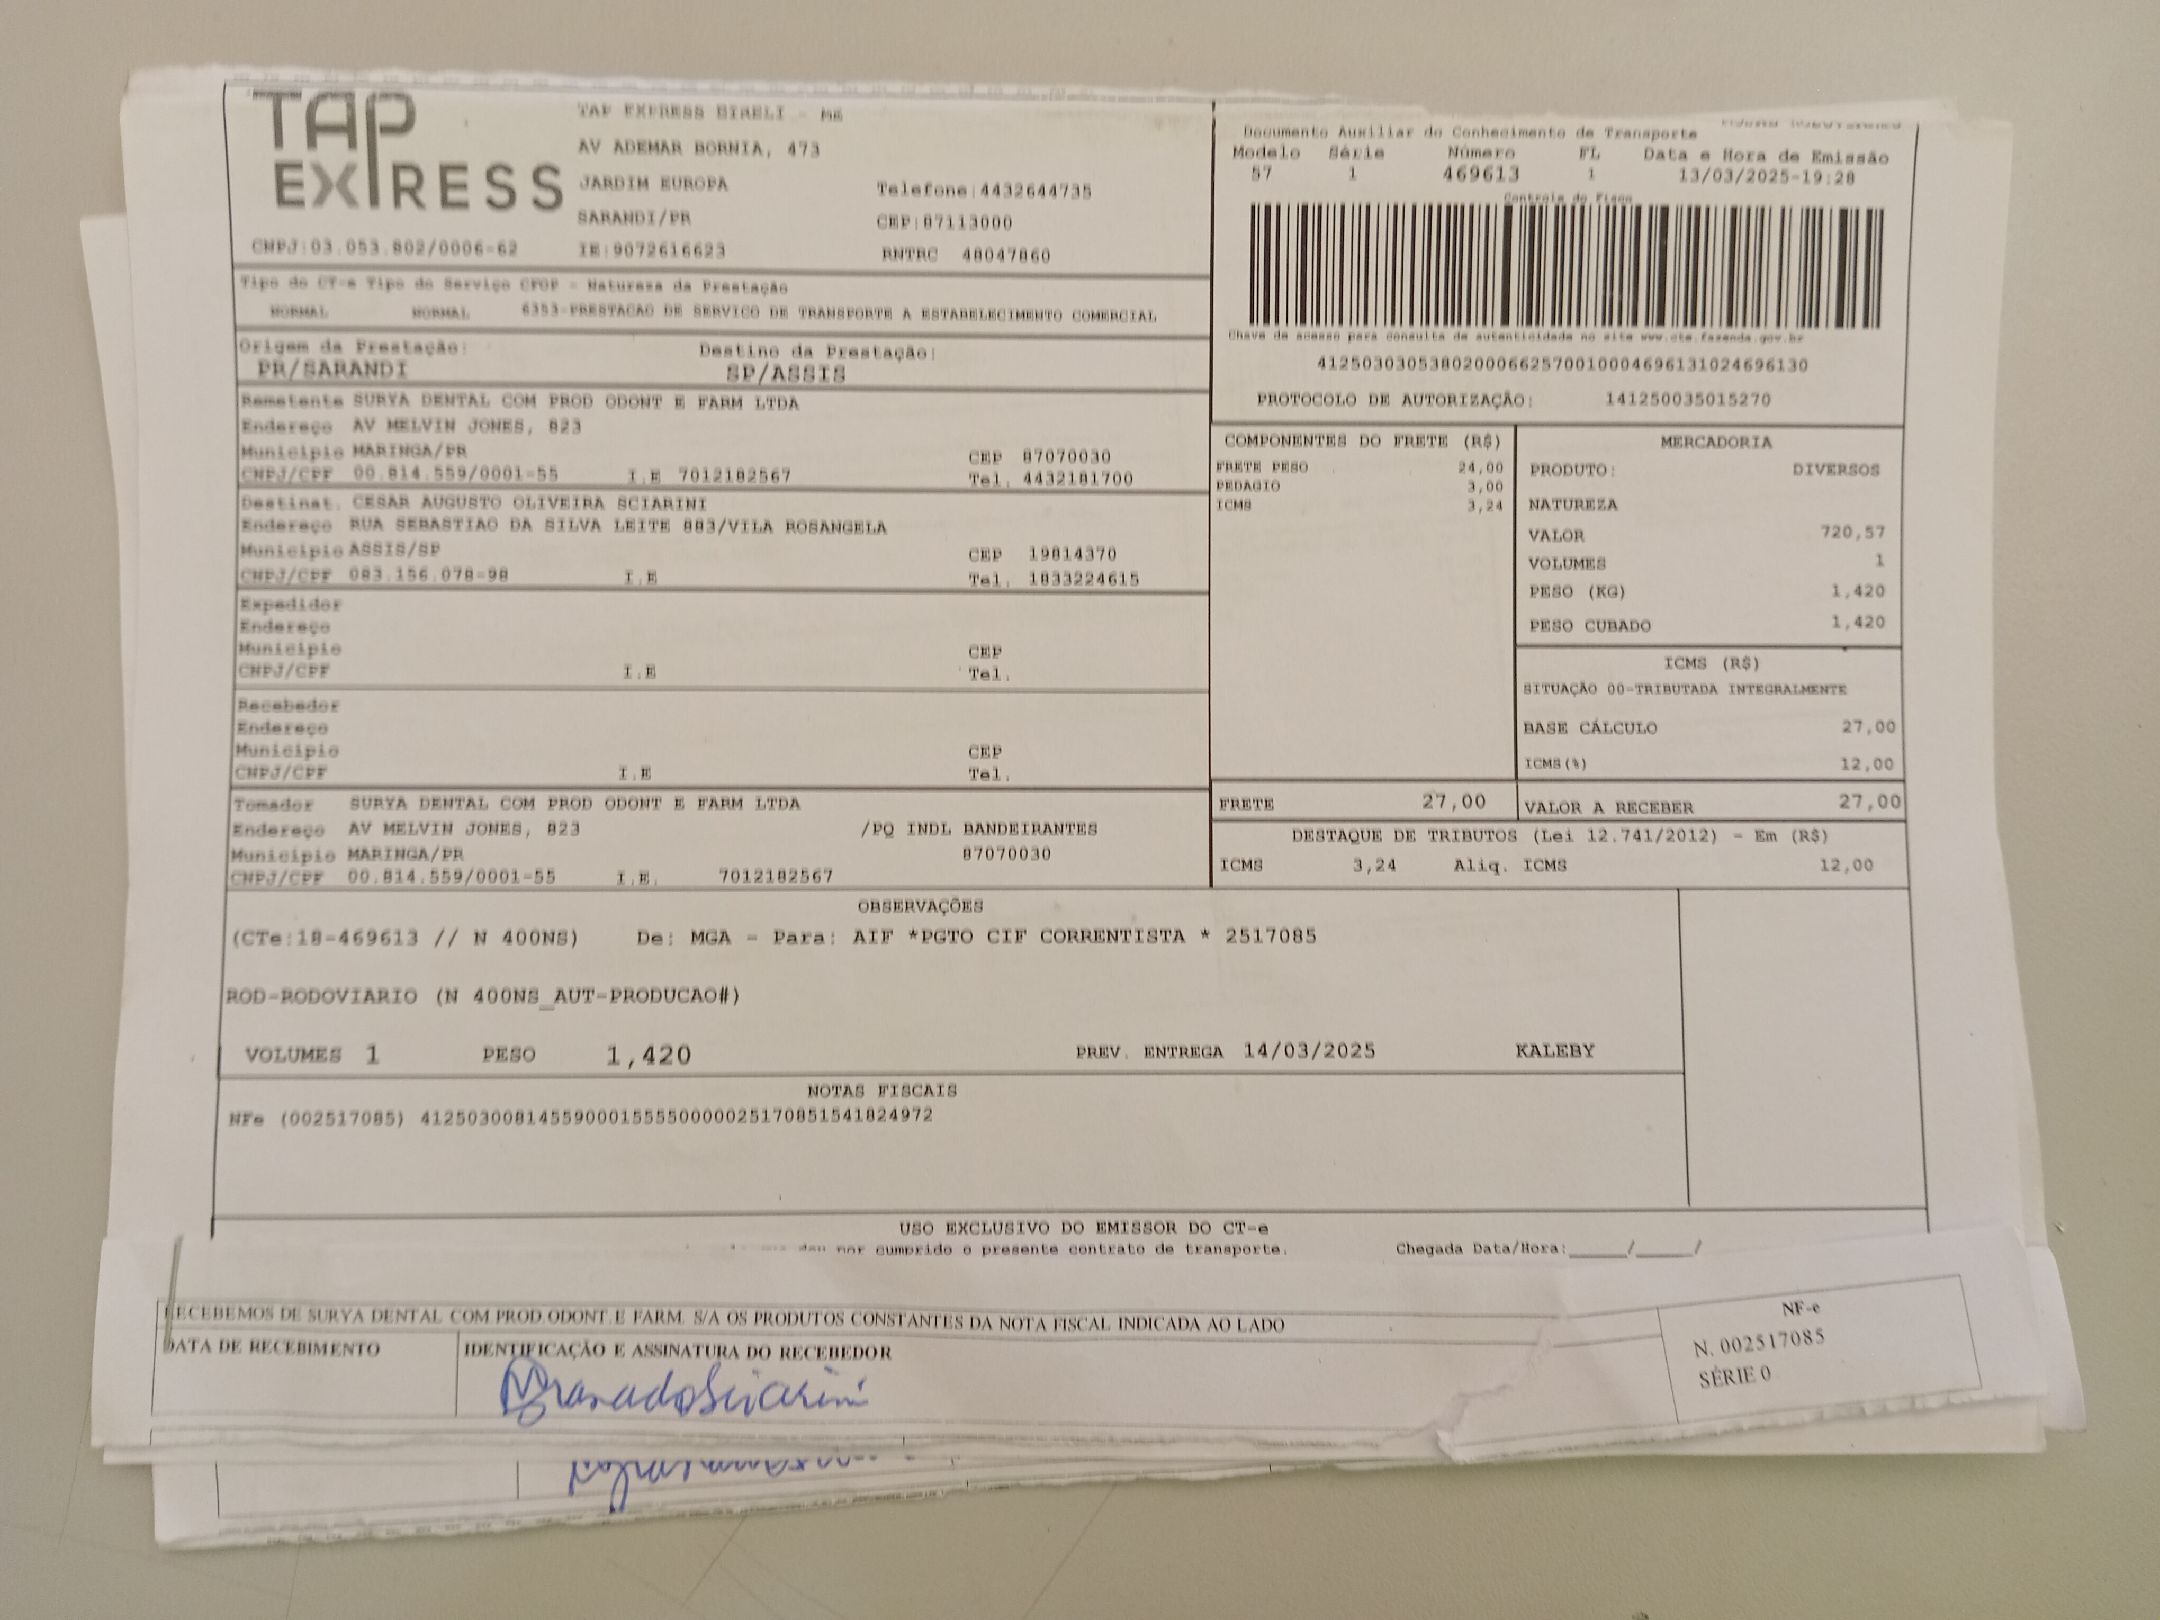 TAP EXPRESS
TAP EXPRESS EIRELI - ME
AV ADEMAR BORNIA, 473
JARDIM EUROPA Telefone:4432644735
SARANDI/PR CEP:87113000
CNPJ:03.053.802/0006-62 IE:9072616623 RNTRC 48047860
Documento Auxiliar do Conhecimento de Transporte
Modelo Série Número FL Data e Hora de Emissão
57 1 469613 1 13/03/2025-19:28
Controle do Fisco
Chave de acesso para consulta de autenticidade no site www.cte.fazenda.gov.br
41250303053802000662570010004696131024696130
PROTOCOLO DE AUTORIZAÇÃO: 141250035015270
Tipo do CT-e Tipo do Serviço CFOP - Natureza da Prestação
NORMAL NORMAL 6353-PRESTACAO DE SERVICO DE TRANSPORTE A ESTABELECIMENTO COMERCIAL
Origem da Prestação: Destino da Prestação:
PR/SARANDI SP/ASSIS
Remetente SURYA DENTAL COM PROD ODONT E FARM LTDA
Endereço AV MELVIN JONES, 823
Município MARINGA/PR CEP 87070030
CNPJ/CPF 00.814.559/0001-55 I.E 7012182567 Tel. 4432181700
Destinat. CESAR AUGUSTO OLIVEIRA SCIARINI
Endereço RUA SEBASTIAO DA SILVA LEITE 883/VILA ROSANGELA
Município ASSIS/SP CEP 19814370
CNPJ/CPF 083.156.078-98 I.E Tel. 1833224615
Expedidor
Endereço
Município CEP
CNPJ/CPF I.E Tel.
Recebedor
Endereço
Município CEP
CNPJ/CPF I.E Tel.
Tomador SURYA DENTAL COM PROD ODONT E FARM LTDA
Endereço AV MELVIN JONES, 823 /PQ INDL BANDEIRANTES
Município MARINGA/PR 87070030
CNPJ/CPF 00.814.559/0001-55 I.E. 7012182567
COMPONENTES DO FRETE (R$)
FRETE PESO 24,00
PEDAGIO 3,00
ICMS 3,24
MERCADORIA
PRODUTO: DIVERSOS
NATUREZA
VALOR 720,57
VOLUMES 1
PESO (KG) 1,420
PESO CUBADO 1,420
ICMS (R$)
SITUAÇÃO 00-TRIBUTADA INTEGRALMENTE
BASE CÁLCULO 27,00
ICMS(%) 12,00
FRETE 27,00 VALOR A RECEBER 27,00
DESTAQUE DE TRIBUTOS (Lei 12.741/2012) - Em (R$)
ICMS 3,24 Aliq. ICMS 12,00
OBSERVAÇÕES
(CTe:18-469613 // N 400NS) De: MGA - Para: AIF *PGTO CIF CORRENTISTA * 2517085
ROD-RODOVIARIO (N 400NS_AUT-PRODUCAO#)
VOLUMES 1 PESO 1,420 PREV. ENTREGA 14/03/2025 KALEBY
NOTAS FISCAIS
NFe (002517085) 41250300814559000155550000025170851541824972
USO EXCLUSIVO DO EMISSOR DO CT-e
por cumprido o presente contrato de transporte. Chegada Data/Hora:_____/_____/
RECEBEMOS DE SURYA DENTAL COM PROD.ODONT.E FARM. S/A OS PRODUTOS CONSTANTES DA NOTA FISCAL INDICADA AO LADO
DATA DE RECEBIMENTO IDENTIFICAÇÃO E ASSINATURA DO RECEBEDOR
NF-e
N. 002517085
SÉRIE 0